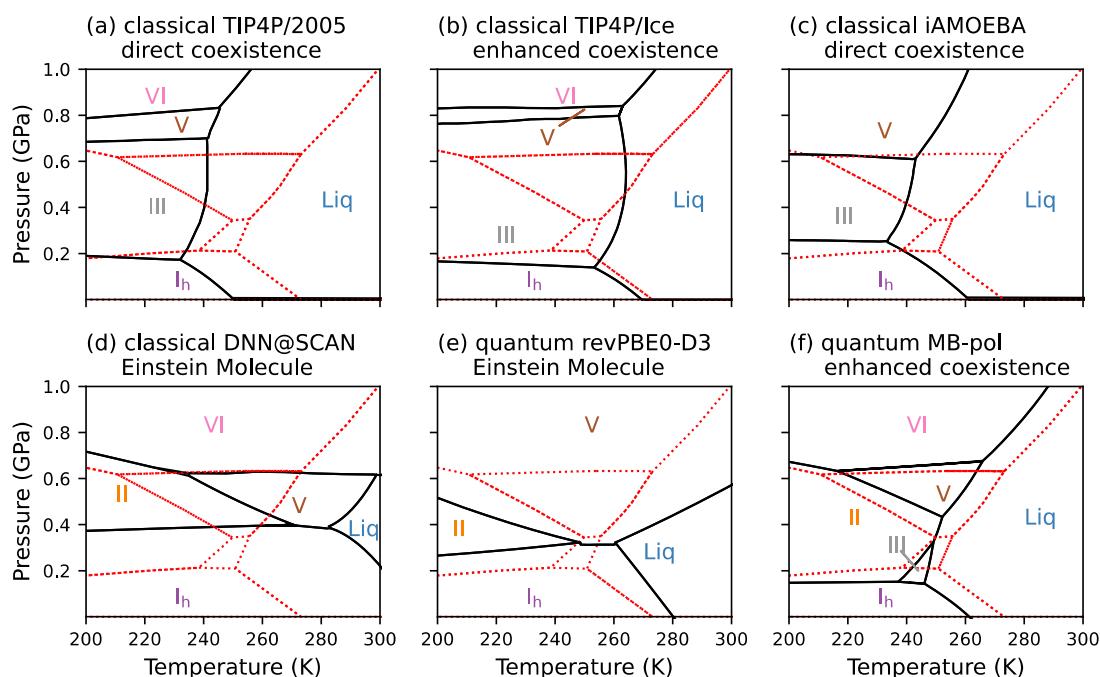 (a) classical TIP4P/2005
direct coexistence
(b) classical TIP4P/Ice
enhanced coexistence
(c) classical iAMOEBA
direct coexistence
Pressure (GPa)
1.0
0.8
0.6
0.4
0.2
VI
V
III
Liq
Ih
220
VI
V
III
Liq
Ih
V
III
Liq
Ih
(d) classical DNN@SCAN
Einstein Molecule
(e) quantum revPBE0-D3
Einstein Molecule
(f) quantum MB-pol
enhanced coexistence
Pressure (GPa)
1.0
0.8
0.6
0.4
0.2
VI
II
V
Liq
Ih
V
II
Liq
Ih
VI
II
V
III
Liq
Ih
200 220 240 260 280 300
200 220 240 260 280 300
200 220 240 260 280 300
Temperature (K)
Temperature (K)
Temperature (K)